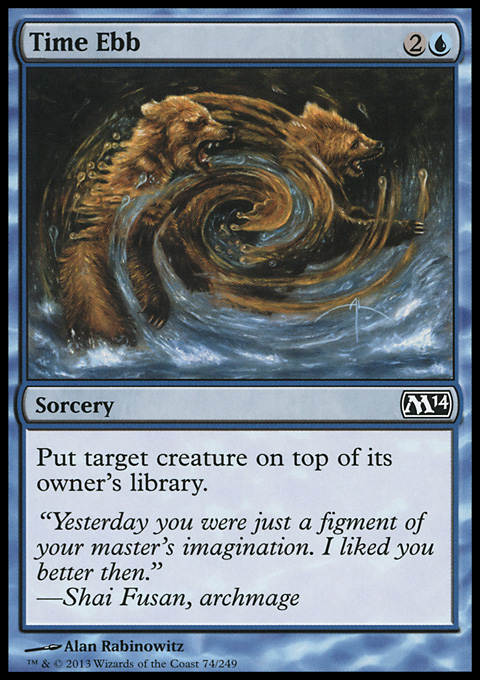 Time Ebb 2
Sorcery M14
Put target creature on top of its
owner's library.
“Yesterday you were just a figment of
your master's imagination. I liked you
better then.”
—Shai Fusan, archmage
Alan Rabinowitz
™ & © 2013 Wizards of the Coast 74/249